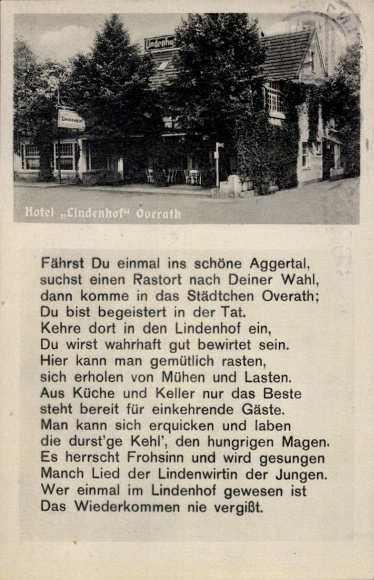 Lindenhof
Lindenhof
Hotel „Lindenhof" Overath
Fährst Du einmal ins schöne Aggertal,
suchst einen Rastort nach Deiner Wahl,
dann komme in das Städtchen Overath;
Du bist begeistert in der Tat.
Kehre dort in den Lindenhof ein,
Du wirst wahrhaft gut bewirtet sein.
Hier kann man gemütlich rasten,
sich erholen von Mühen und Lasten.
Aus Küche und Keller nur das Beste
steht bereit für einkehrende Gäste.
Man kann sich erquicken und laben
die durst'ge Kehl', den hungrigen Magen.
Es herrscht Frohsinn und wird gesungen
Manch Lied der Lindenwirtin der Jungen.
Wer einmal im Lindenhof gewesen ist
Das Wiederkommen nie vergißt.